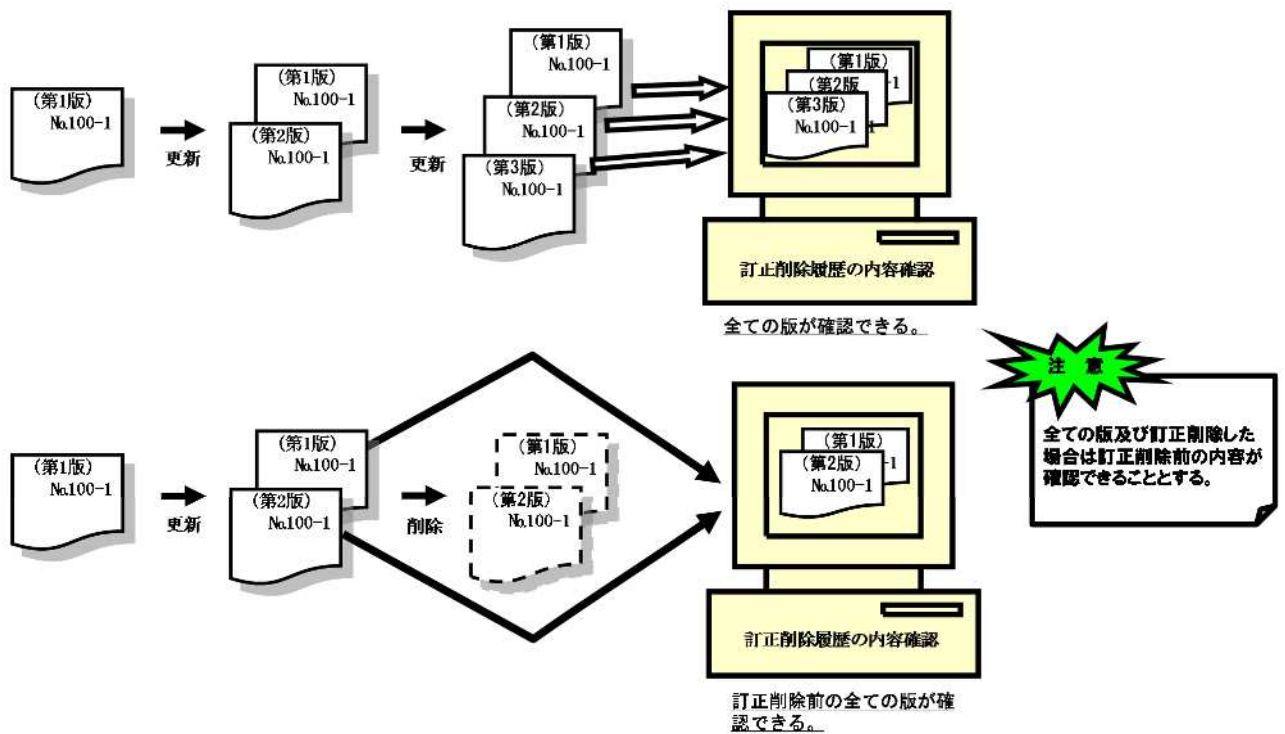 (第1版)
No.100-1
更新
(第1版)
No.100-1
(第2版)
No.100-1
更新
(第1版)
No.100-1
(第2版)
No.100-1
(第3版)
No.100-1
(第1版)
(第2版
(第3版)
No.100-1
訂正削除履歴の内容確認
全ての版が確認できる。
注 意
全ての版及び訂正削除した
場合は訂正削除前の内容が
確認できることとする。
(第1版)
No.100-1
更新
(第1版)
No.100-1
(第2版)
No.100-1
削除
(第1版)
No.100-1
(第2版)
No.100-1
(第1版)
(第2版)
No.100-1
訂正削除履歴の内容確認
訂正削除前の全ての版が確
認できる。